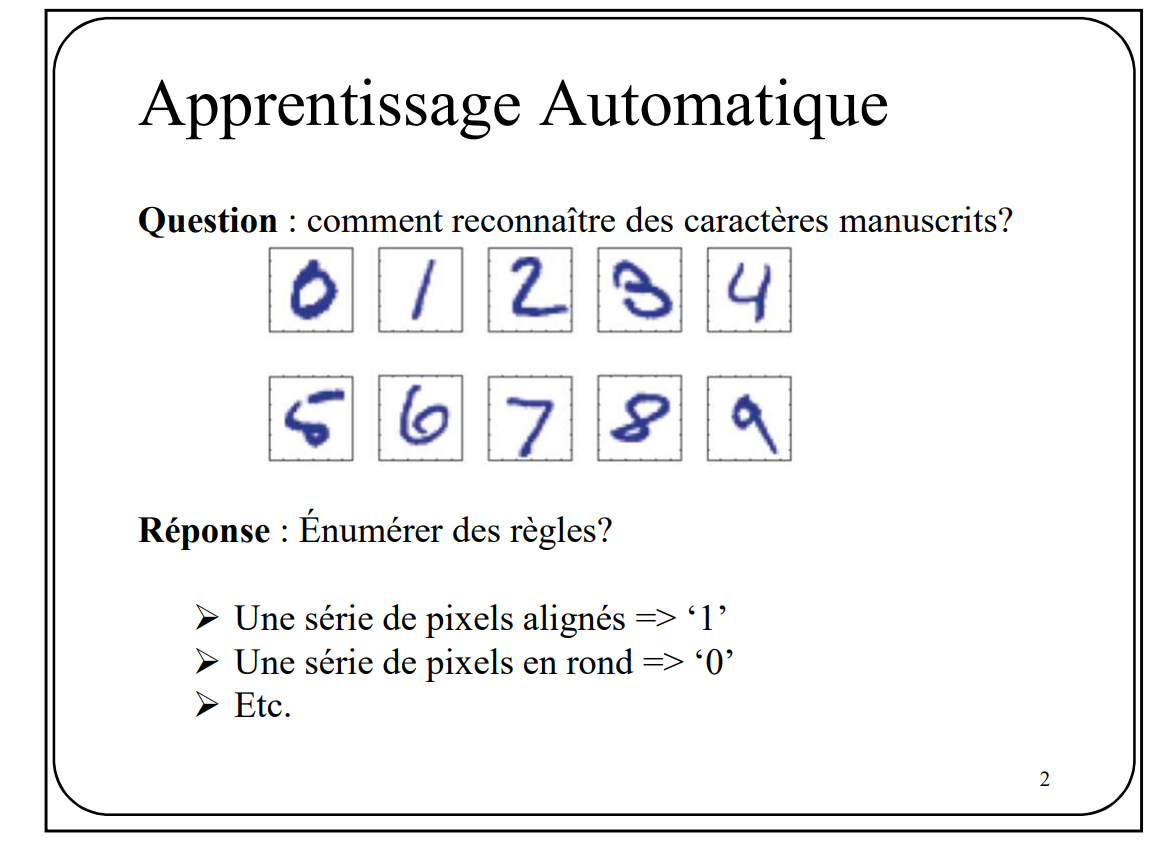 Apprentissage Automatique
Question : comment reconnaître des caractères manuscrits?
0 1 2 3 4
5 6 7 8 9
Réponse : Énumérer des règles?
➢ Une série de pixels alignés => ‘1’
➢ Une série de pixels en rond => ‘0’
➢ Etc.
2